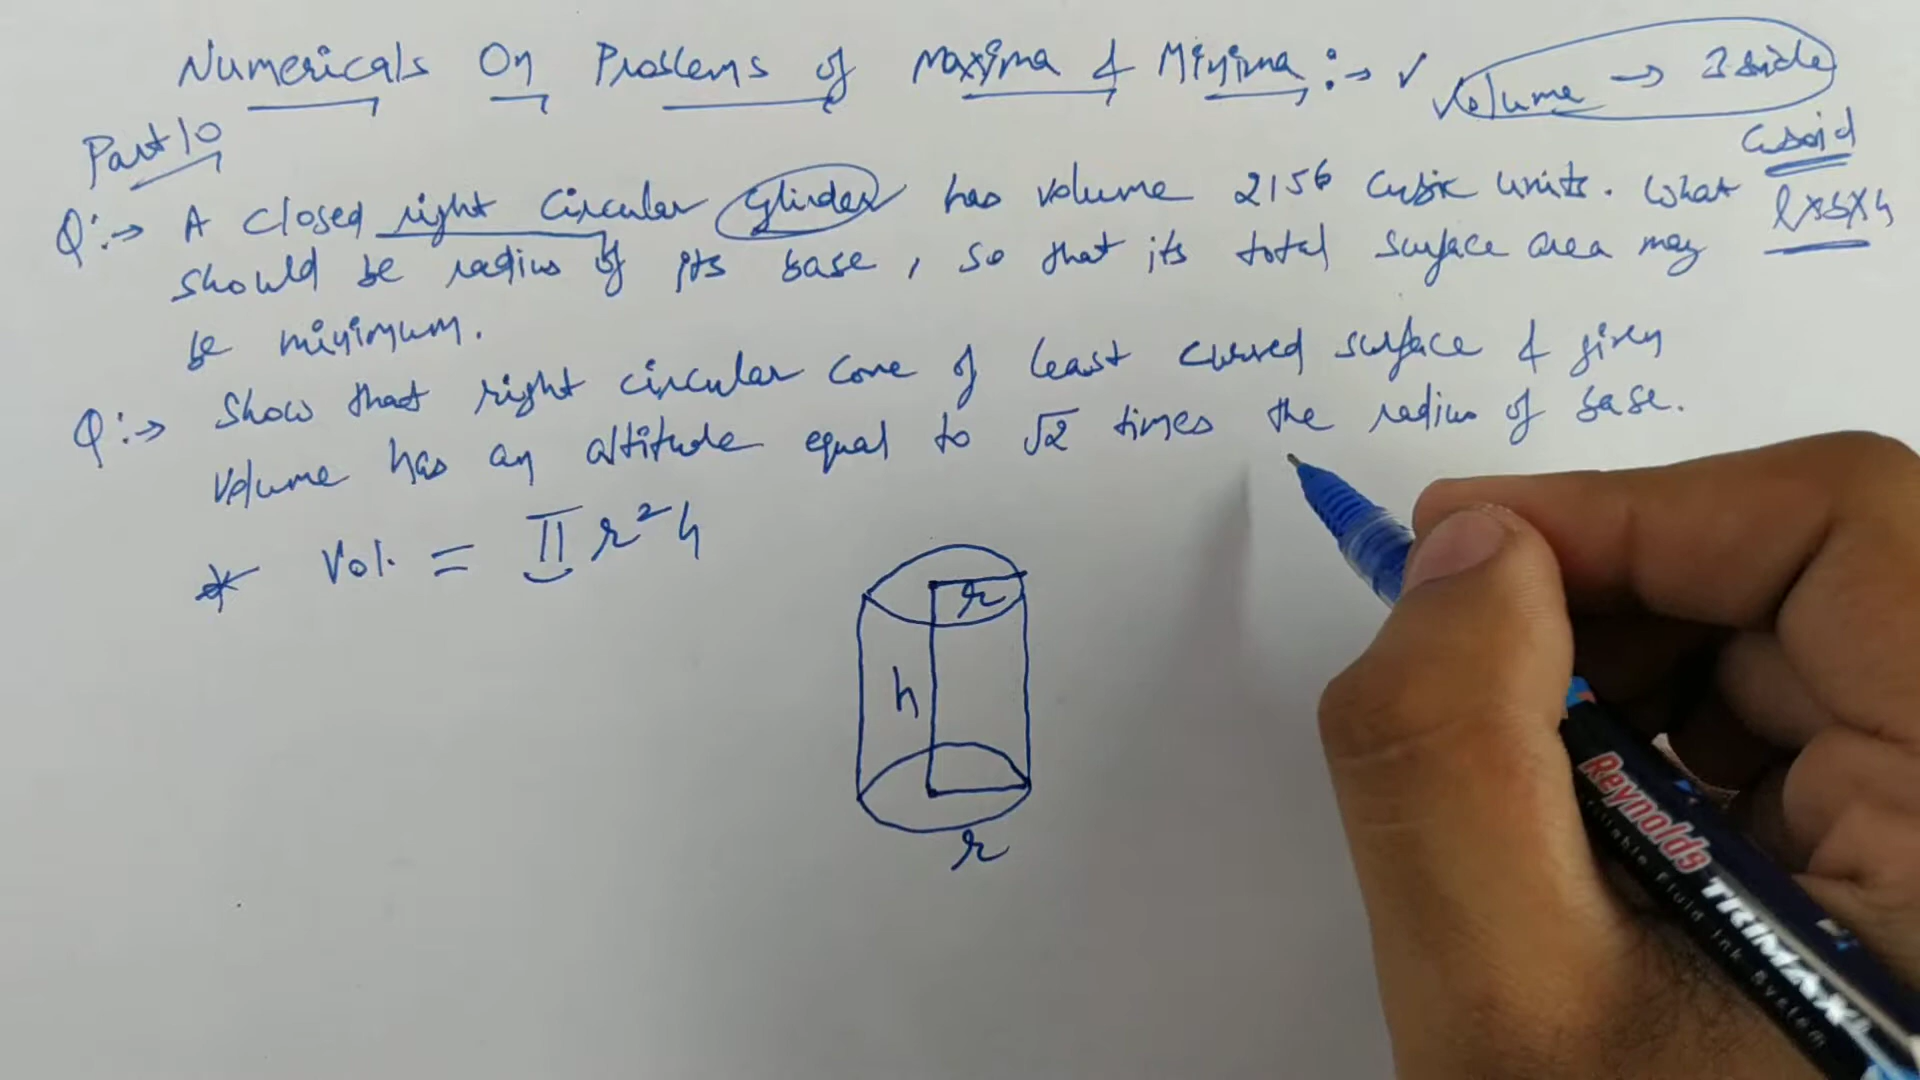 Numericals On Problems of Maxima & Minima :→ ✓
Volume → 3 side
Part 10
Cuboid
l×b×h
Q:→ A closed right circular cylinder has volume 2156 cubic units. What
should be radius of its base, so that its total surface area may
be minimum.
Q:→ Show that right circular cone of least curved surface & given
volume has an altitude equal to √2 times the radius of base.
* Vol. = πr²h
r
h
r
Reynolds TRIMAX
Fluid Ink System